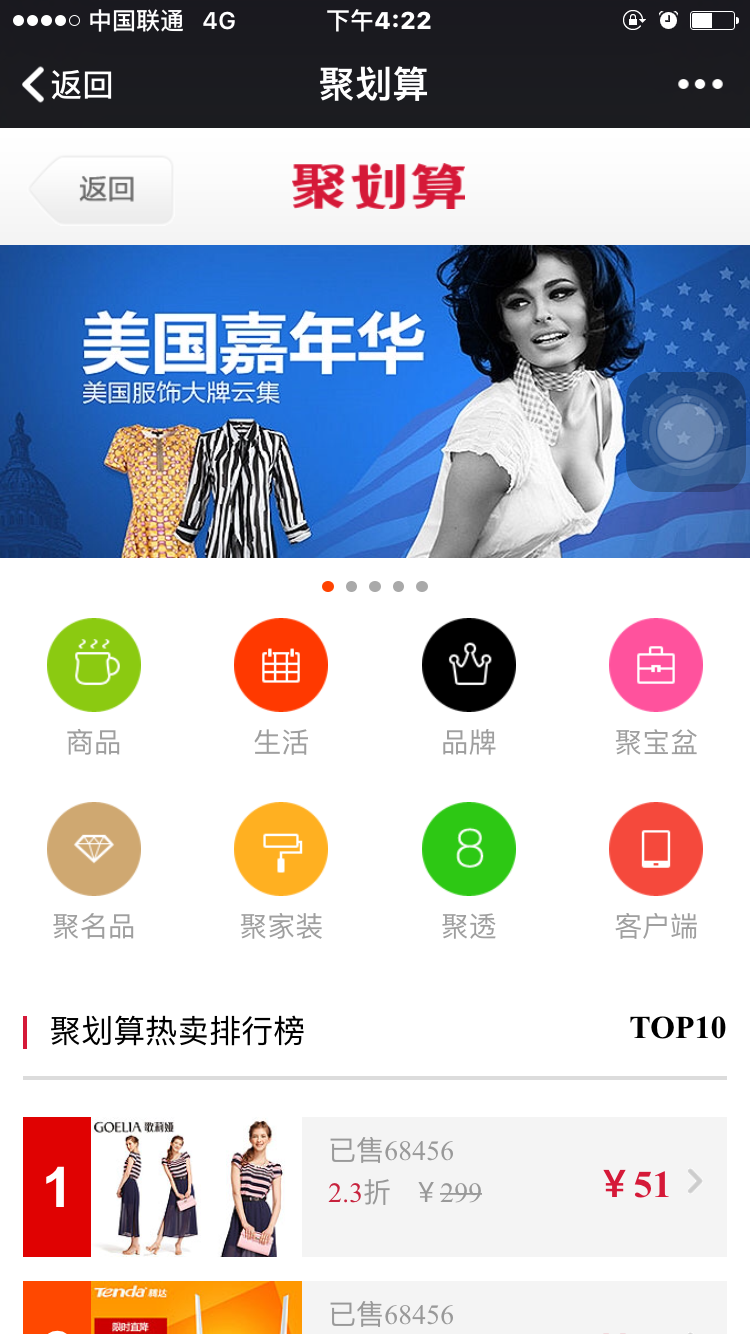 中国联通 4G 下午4:22
返回 聚划算
返回 聚划算
美国嘉年华
美国服饰大牌云集
商品 生活 品牌 聚宝盆
聚名品 聚家装 8 聚透 客户端
聚划算热卖排行榜 TOP10
1
GOELIA 歌莉娅
已售68456
2.3折 ￥299
￥51
Tenda 腾达
限时直降
已售68456